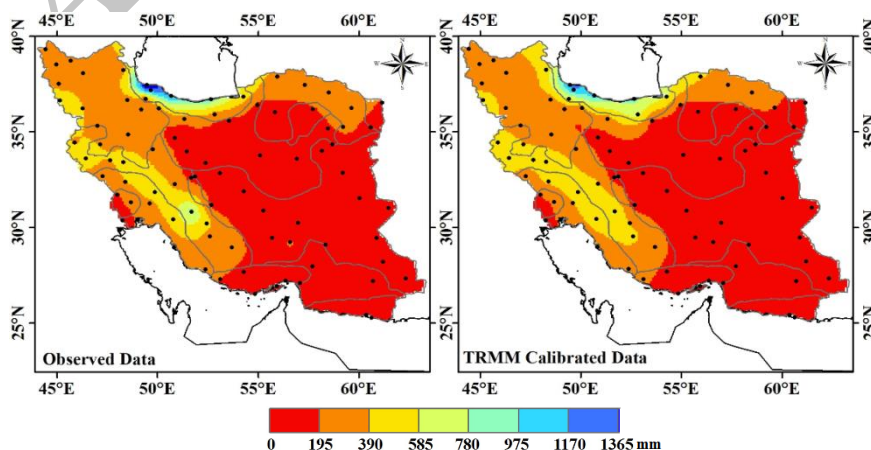 45°E 50°E 55°E 60°E 45°E 50°E 55°E 60°E
40°N 40°N
N N
W E W E
S S
35°N 35°N
30°N 30°N
25°N 25°N
Observed Data TRMM Calibrated Data
45°E 50°E 55°E 60°E 45°E 50°E 55°E 60°E
0 195 390 585 780 975 1170 1365 mm